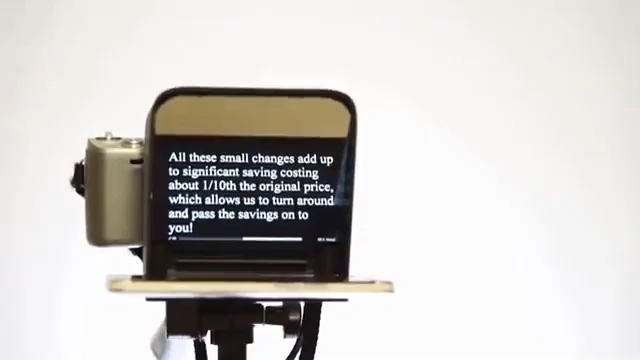 All these small changes add up
to significant saving costing
about 1/10th the original price,
which allows us to turn around
and pass the savings on to
you!